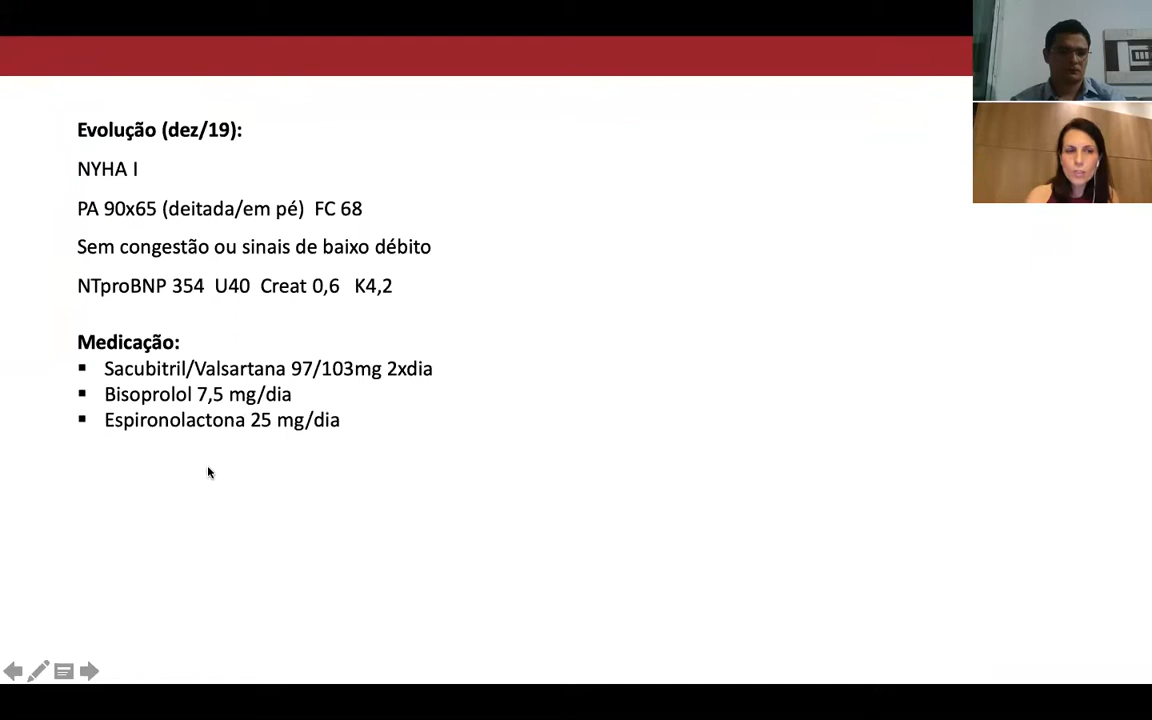 Evolução (dez/19):
NYHA I
PA 90x65 (deitada/em pé)  FC 68
Sem congestão ou sinais de baixo débito
NTproBNP 354  U40  Creat 0,6  K4,2
Medicação:
▪ Sacubitril/Valsartana 97/103mg 2xdia
▪ Bisoprolol 7,5 mg/dia
▪ Espironolactona 25 mg/dia